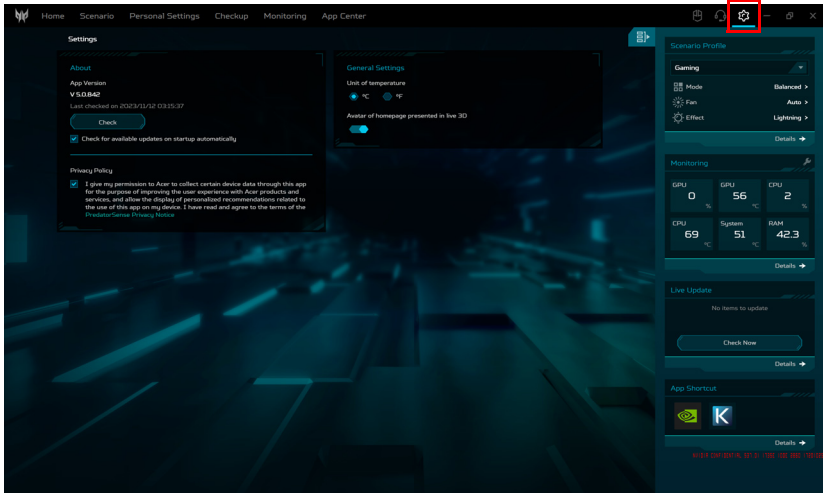 Home Scenario Personal Settings Checkup Monitoring App Center
Settings
About
App Version
V 5.0.842
Last checked on 2023/11/12 03:15:37
Check
Check for available updates on startup automatically
Privacy Policy
I give my permission to Acer to collect certain device data through this app
for the purpose of improving the user experience with Acer products and
services, and allow the display of personalized recommendations related to
the use of this app on my device. I have read and agree to the terms of the
PredatorSense Privacy Notice
General Settings
Unit of temperature
°C °F
Avatar of homepage presented in live 3D
Scenario Profile
Gaming
Mode Balanced >
Fan Auto >
Effect Lightning >
Details →
Monitoring
GPU GPU CPU
0 % 56 °C 2 %
CPU System RAM
69 °C 51 °C 42.3 %
Details →
Live Update
No items to update
Check Now
Details →
App Shortcut
K
Details →